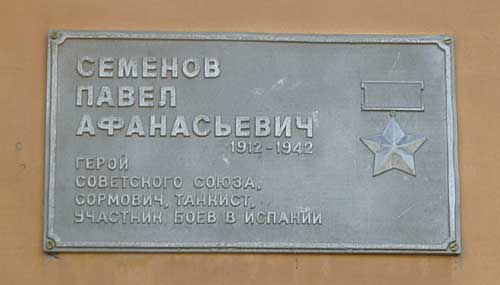 СЕМЕНОВ
ПАВЕЛ
АФАНАСЬЕВИЧ
1912-1942
ГЕРОЙ
СОВЕТСКОГО СОЮЗА,
СОРМОВИЧ, ТАНКИСТ,
УЧАСТНИК БОЕВ В ИСПАНИИ